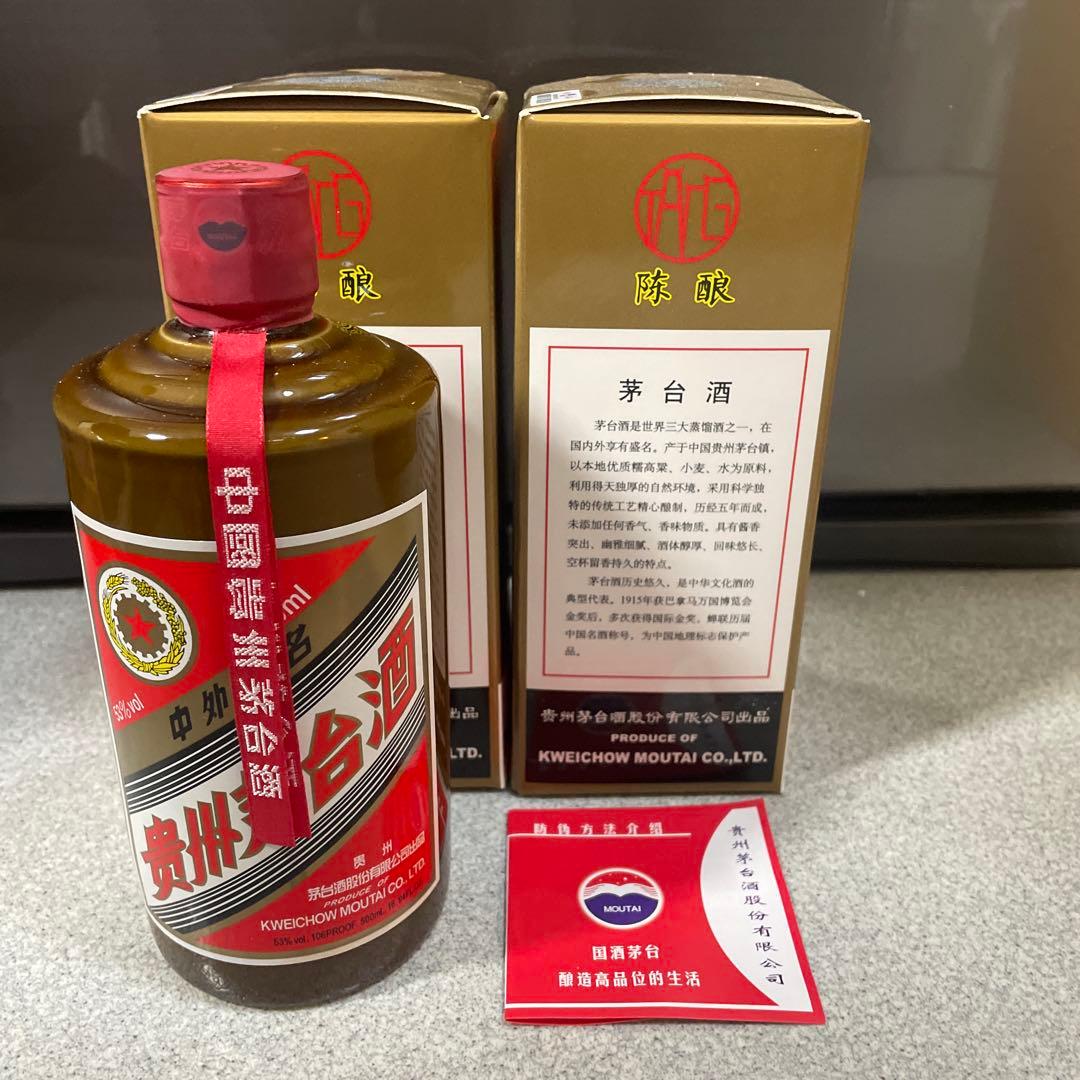 MOUTAI
中国贵州茅台酒
ml
53%vol
中外
名
贵州
台酒
贵州
茅台酒股份有限公司出品
PRODUCE OF
KWEICHOW MOUTAI CO., LTD.
53% vol. 106PROOF 500mL
酿
出品
LTD.
陈酿
茅台酒
茅台酒是世界三大蒸馏酒之一，在
国内外享有盛名。产于中国贵州茅台镇，
以本地优质糯高粱、小麦、水为原料，
利用得天独厚的自然环境，采用科学独
特的传统工艺精心酿制，历经五年而成，
未添加任何香气、香味物质。具有酱香
突出、幽雅细腻、酒体醇厚、回味悠长、
空杯留香持久的特点。
茅台酒历史悠久，是中华文化酒的
典型代表。1915年获巴拿马万国博览会
金奖后，多次获得国际金奖，蝉联历届
中国名酒称号，为中国地理标志保护产
品。
贵州茅台酒股份有限公司出品
PRODUCE OF
KWEICHOW MOUTAI CO.,LTD.
防伪方法介绍
MOUTAI
国酒茅台
酿造高品位的生活
贵州茅台酒股份有限公司